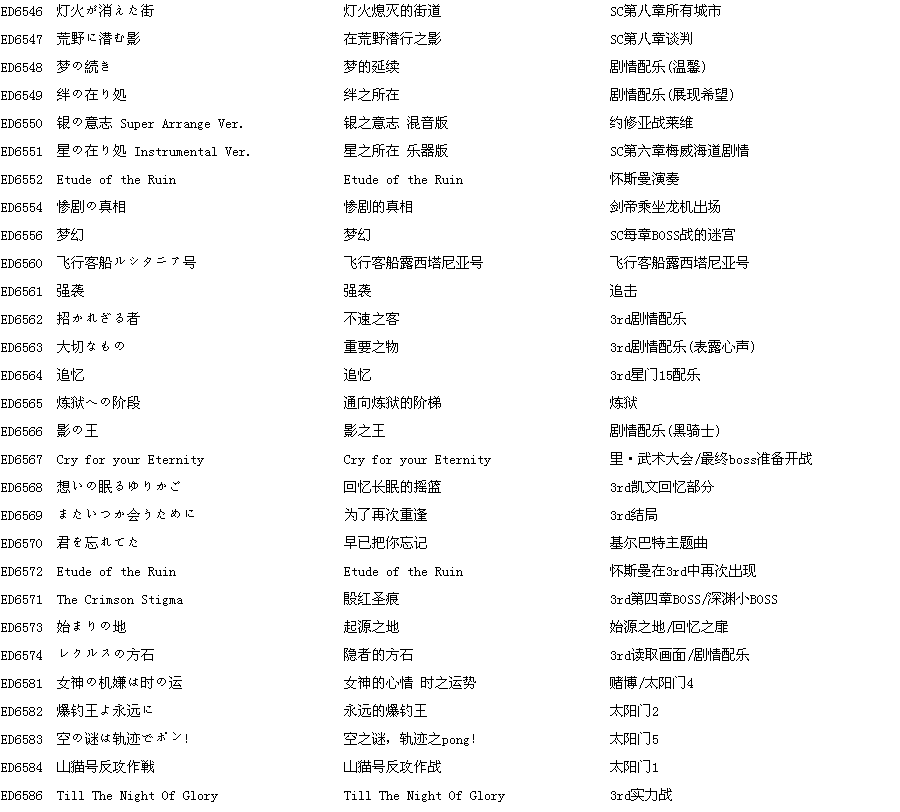 ED6546 灯火が消えた街 灯火熄灭的街道 SC第八章所有城市
ED6547 荒野に潜む影 在荒野潜行之影 SC第八章谈判
ED6548 梦の続き 梦的延续 剧情配乐(温馨)
ED6549 绊の在り処 绊之所在 剧情配乐(展现希望)
ED6550 银の意志 Super Arrange Ver. 银之意志 混音版 约修亚战莱维
ED6551 星の在り処 Instrumental Ver. 星之所在 乐器版 SC第六章梅威海道剧情
ED6552 Etude of the Ruin Etude of the Ruin 怀斯曼演奏
ED6554 惨剧の真相 惨剧的真相 剑帝乘坐龙机出场
ED6556 梦幻 梦幻 SC每章BOSS战的迷宫
ED6560 飞行客船ルシタニア号 飞行客船露西塔尼亚号 飞行客船露西塔尼亚号
ED6561 强袭 强袭 追击
ED6562 招かれざる者 不速之客 3rd剧情配乐
ED6563 大切なもの 重要之物 3rd剧情配乐(表露心声)
ED6564 追忆 追忆 3rd星门15配乐
ED6565 炼狱への阶段 通向炼狱的阶梯 炼狱
ED6566 影の王 影之王 剧情配乐(黑骑士)
ED6567 Cry for your Eternity Cry for your Eternity 里·武术大会/最终boss准备开战
ED6568 想いの眠るゆりかご 回忆长眠的摇篮 3rd凯文回忆部分
ED6569 またいつか会うために 为了再次重逢 3rd结局
ED6570 君を忘れてた 早已把你忘记 基尔巴特主题曲
ED6572 Etude of the Ruin Etude of the Ruin 怀斯曼在3rd中再次出现
ED6571 The Crimson Stigma 殷红圣痕 3rd第四章BOSS/深渊小BOSS
ED6573 始まりの地 起源之地 始源之地/回忆之扉
ED6574 レクルスの方石 隐者的方石 3rd读取画面/剧情配乐
ED6581 女神の机嫌は时の运 女神的心情 时之运势 赌博/太阳门4
ED6582 爆钓王よ永远に 永远的爆钓王 太阳门2
ED6583 空の谜は轨迹でポン! 空之谜，轨迹之pong! 太阳门5
ED6584 山猫号反攻作戦 山猫号反攻作战 太阳门1
ED6586 Till The Night Of Glory Till The Night Of Glory 3rd实力战